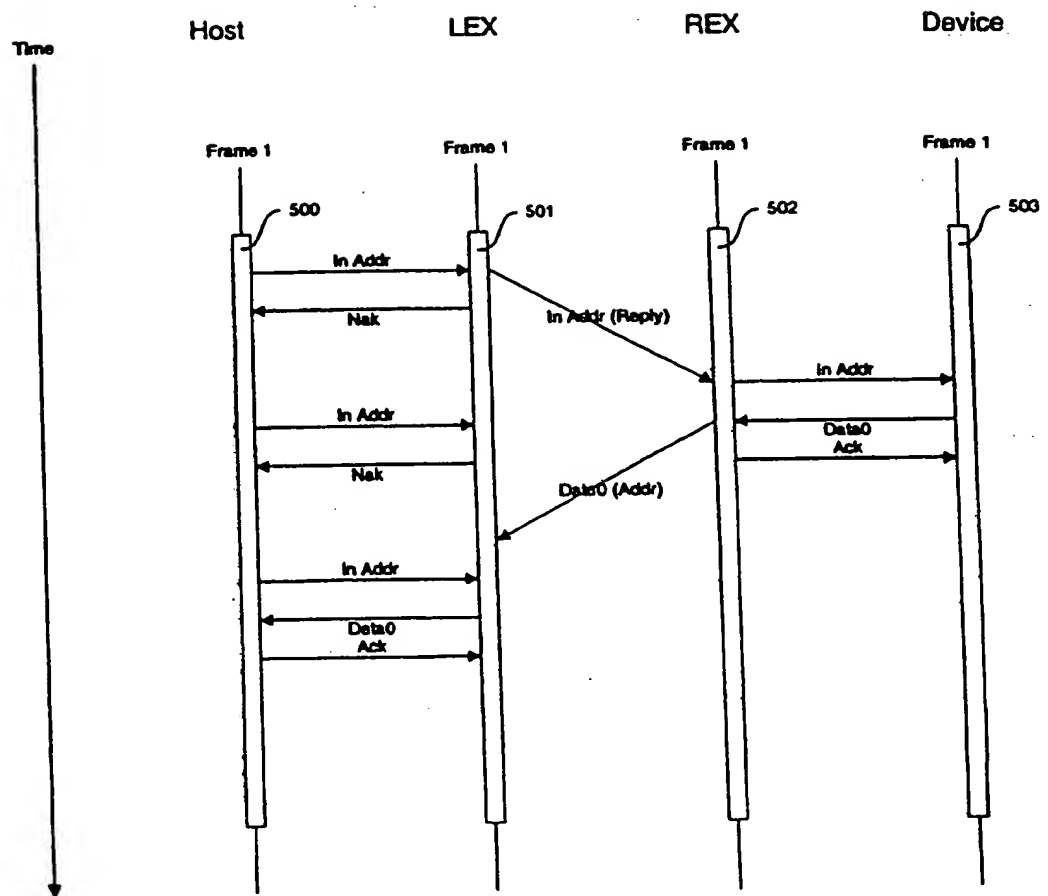 Host LEX REX Device
Time
Frame 1 Frame 1 Frame 1 Frame 1
500 501 502 503
In Addr
Nak
In Addr (Reply)
In Addr
In Addr
Data0
Ack
Nak
Data0 (Addr)
In Addr
Data0
Ack